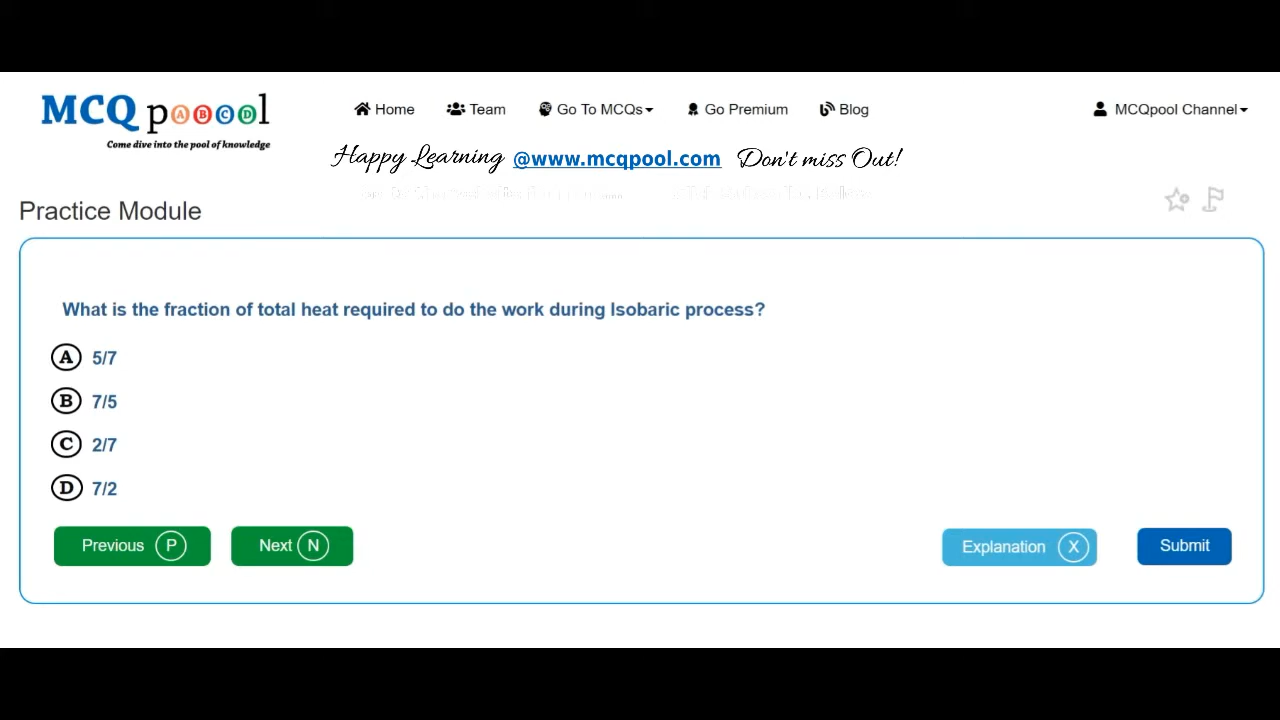 MCQ pABCDl
Come dive into the pool of knowledge
Home Team Go To MCQs Go Premium Blog MCQpool Channel
Happy Learning @www.mcqpool.com Don't miss Out!
Practice Module
What is the fraction of total heat required to do the work during Isobaric process?
A 5/7
B 7/5
C 2/7
D 7/2
Previous P Next N Explanation X Submit